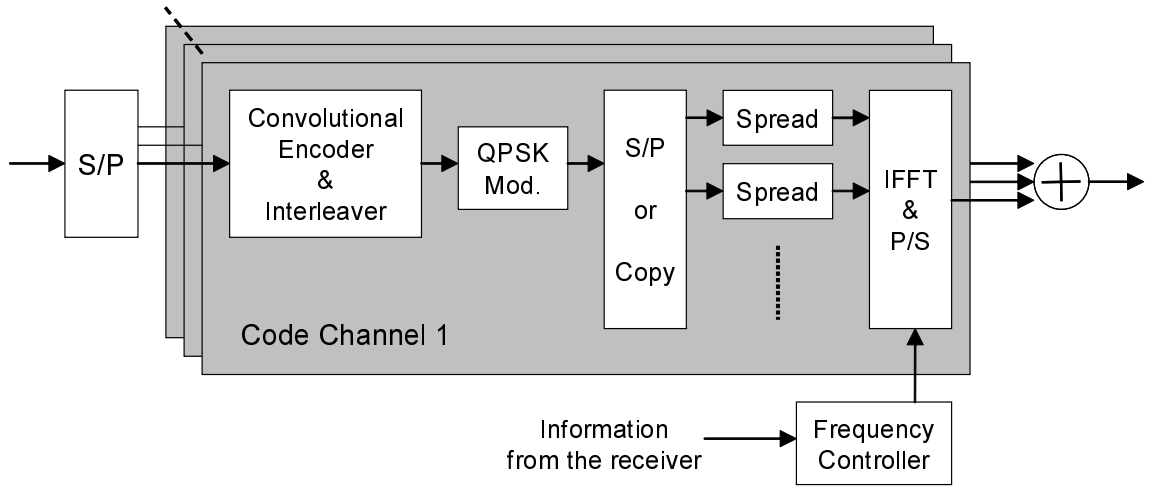 S/P
Convolutional
Encoder
&
Interleaver
QPSK
Mod.
S/P
or
Copy
Spread
Spread
IFFT
&
P/S
Code Channel 1
Information
from the receiver
Frequency
Controller